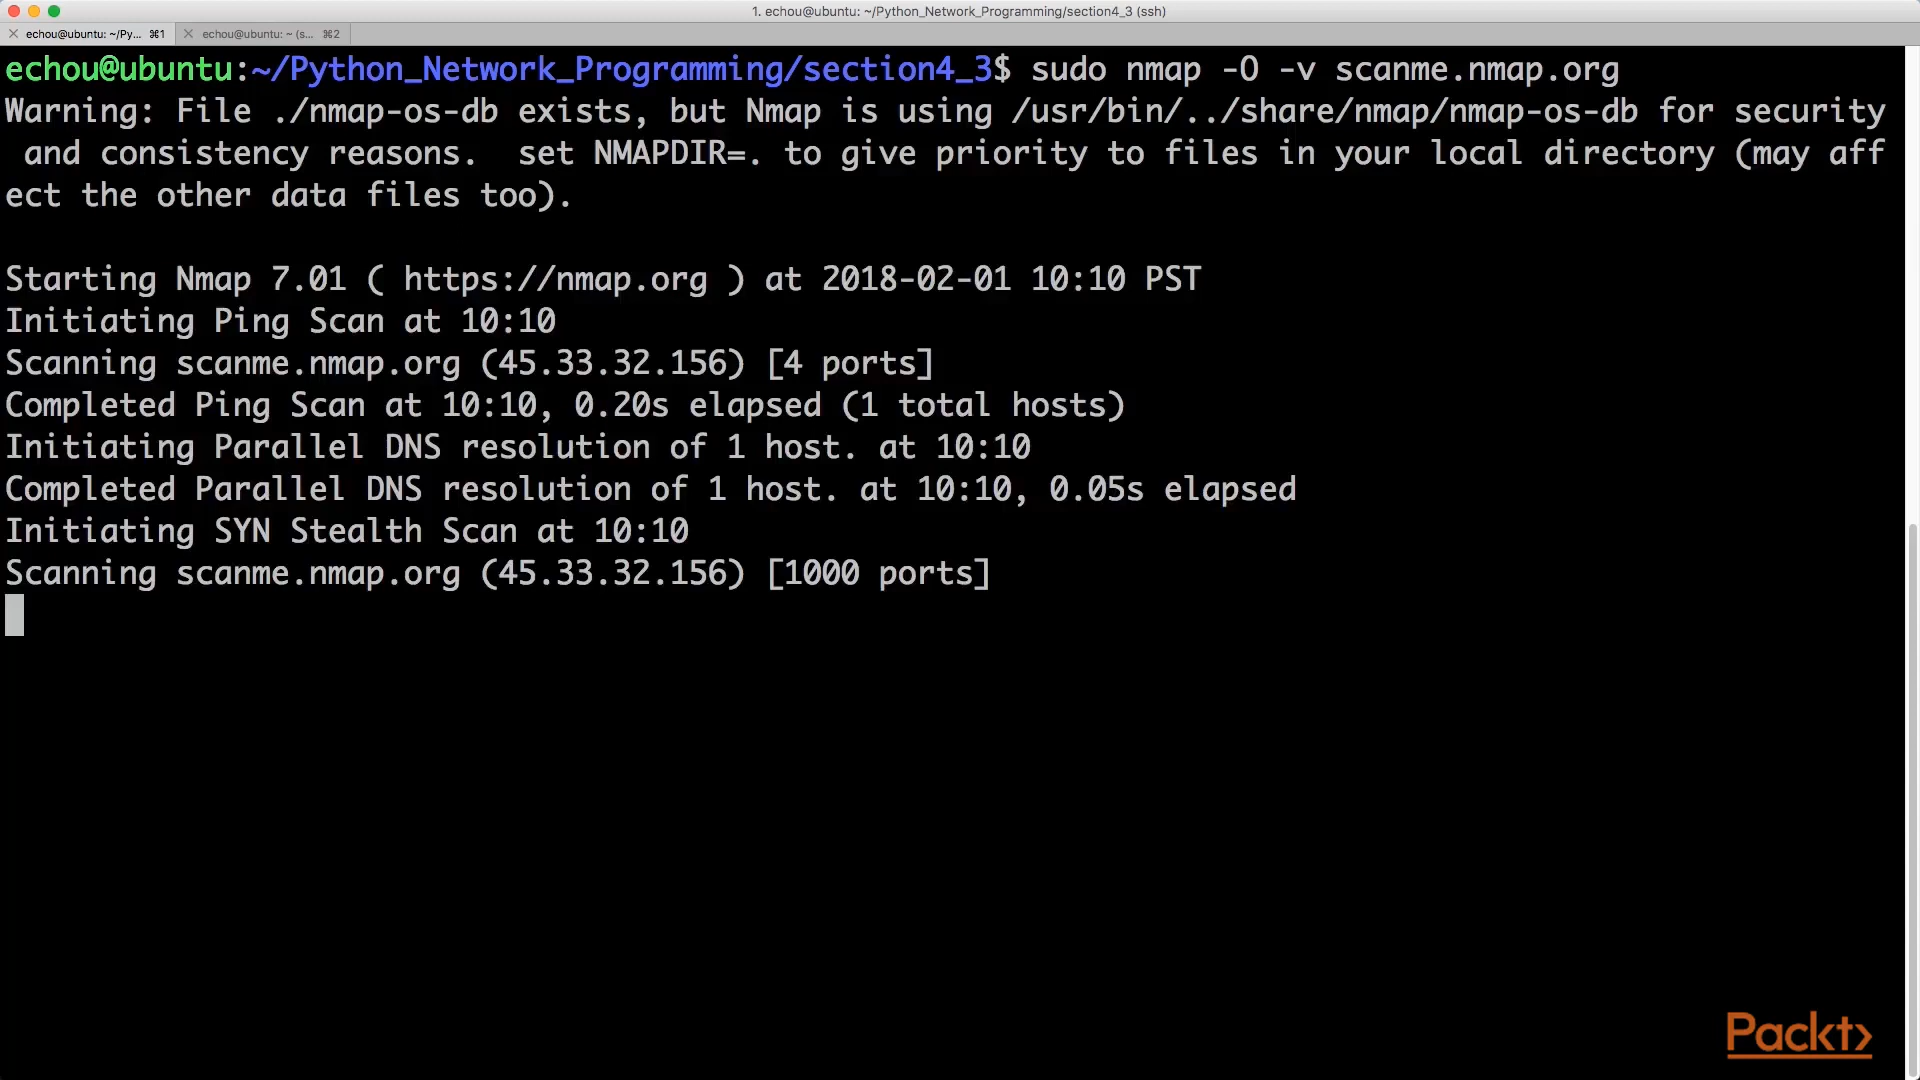 1. echou@ubuntu: ~/Python_Network_Programming/section4_3 (ssh)
echou@ubuntu: ~/Py... ⌘1
echou@ubuntu: ~ (s... ⌘2
echou@ubuntu:~/Python_Network_Programming/section4_3$ sudo nmap -O -v scanme.nmap.org
Warning: File ./nmap-os-db exists, but Nmap is using /usr/bin/../share/nmap/nmap-os-db for security
 and consistency reasons.  set NMAPDIR=. to give priority to files in your local directory (may aff
ect the other data files too).
Starting Nmap 7.01 ( https://nmap.org ) at 2018-02-01 10:10 PST
Initiating Ping Scan at 10:10
Scanning scanme.nmap.org (45.33.32.156) [4 ports]
Completed Ping Scan at 10:10, 0.20s elapsed (1 total hosts)
Initiating Parallel DNS resolution of 1 host. at 10:10
Completed Parallel DNS resolution of 1 host. at 10:10, 0.05s elapsed
Initiating SYN Stealth Scan at 10:10
Scanning scanme.nmap.org (45.33.32.156) [1000 ports]
Packt>